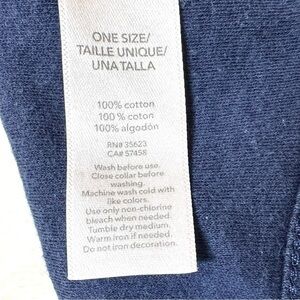 ONE SIZE/
TAILLE UNIQUE/
UNA TALLA
100% cotton
100 % coton
100% algodón
RN# 35623
CA# 57458
Wash before use.
Close collar before
washing.
Machine wash cold with
like colors.
Use only non-chlorine
bleach when needed.
Tumble dry medium.
Warm iron if needed.
Do not iron decoration.